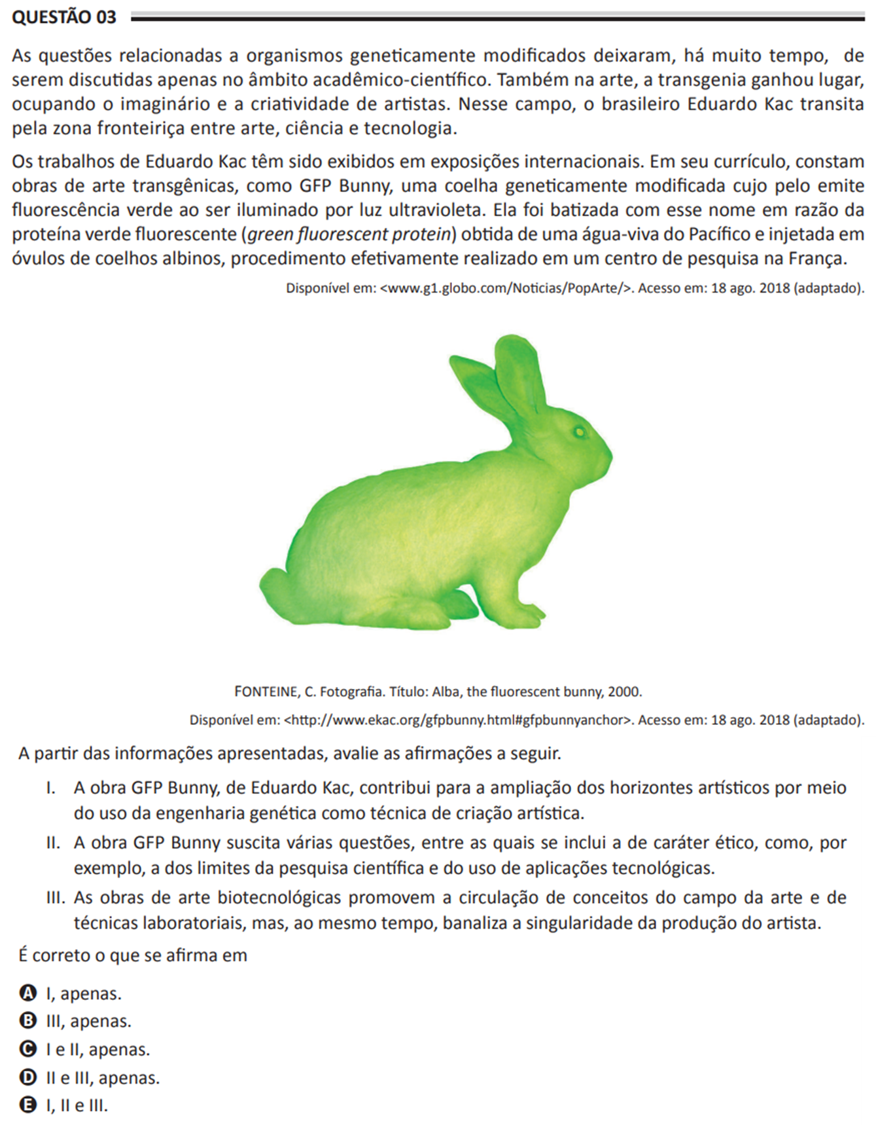 QUESTÃO 03
As questões relacionadas a organismos geneticamente modificados deixaram, há muito tempo, de
serem discutidas apenas no âmbito acadêmico-científico. Também na arte, a transgenia ganhou lugar,
ocupando o imaginário e a criatividade de artistas. Nesse campo, o brasileiro Eduardo Kac transita
pela zona fronteiriça entre arte, ciência e tecnologia.
Os trabalhos de Eduardo Kac têm sido exibidos em exposições internacionais. Em seu currículo, constam
obras de arte transgênicas, como GFP Bunny, uma coelha geneticamente modificada cujo pelo emite
fluorescência verde ao ser iluminado por luz ultravioleta. Ela foi batizada com esse nome em razão da
proteína verde fluorescente (green fluorescent protein) obtida de uma água-viva do Pacífico e injetada em
óvulos de coelhos albinos, procedimento efetivamente realizado em um centro de pesquisa na França.
Disponível em: <www.g1.globo.com/Noticias/PopArte/>. Acesso em: 18 ago. 2018 (adaptado).
FONTEINE, C. Fotografia. Título: Alba, the fluorescent bunny, 2000.
Disponível em: <http://www.ekac.org/gfpbunny.html#gfpbunnyanchor>. Acesso em: 18 ago. 2018 (adaptado).
A partir das informações apresentadas, avalie as afirmações a seguir.
I. A obra GFP Bunny, de Eduardo Kac, contribui para a ampliação dos horizontes artísticos por meio
do uso da engenharia genética como técnica de criação artística.
II. A obra GFP Bunny suscita várias questões, entre as quais se inclui a de caráter ético, como, por
exemplo, a dos limites da pesquisa científica e do uso de aplicações tecnológicas.
III. As obras de arte biotecnológicas promovem a circulação de conceitos do campo da arte e de
técnicas laboratoriais, mas, ao mesmo tempo, banaliza a singularidade da produção do artista.
É correto o que se afirma em
A I, apenas.
B III, apenas.
C I e II, apenas.
D II e III, apenas.
E I, II e III.